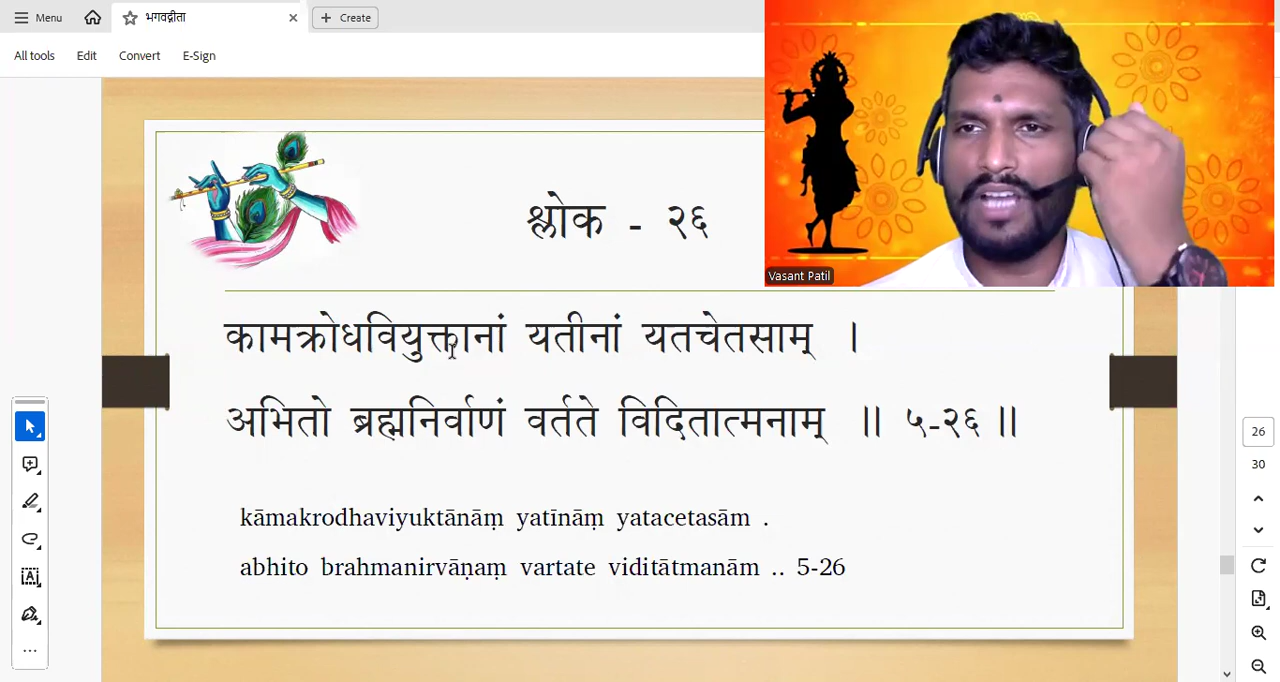 Menu
भगवद्गीता
Create
All tools
Edit
Convert
E-Sign
Vasant Patil
श्लोक - २६
कामक्रोधवियुक्तानां यतीनां यतचेतसाम् ।
अभितो ब्रह्मनिर्वाणं वर्तते विदितात्मनाम् ॥ ५-२६ ॥
kāmakrodhaviyuktānāṃ yatīnāṃ yatacetasām .
abhito brahmanirvāṇaṃ vartate viditātmanām .. 5-26
26
30